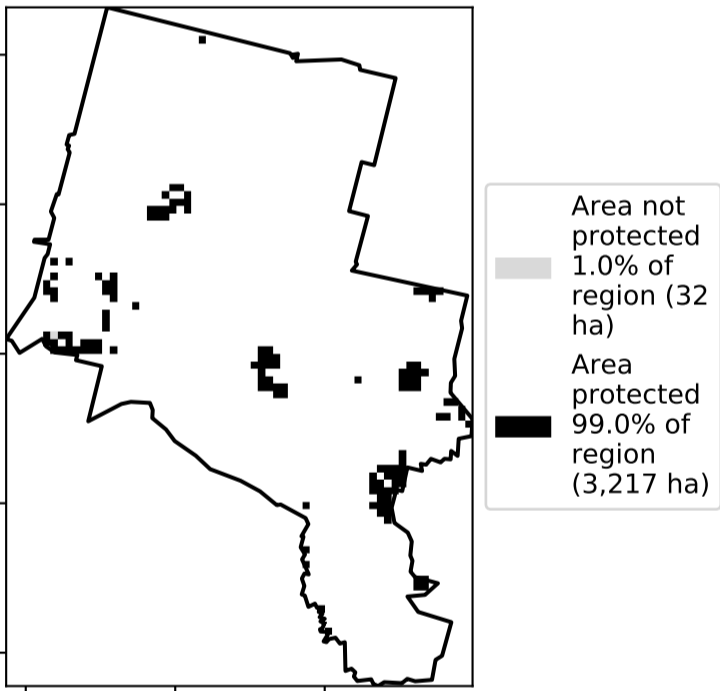 Area not
protected
1.0% of
region (32
ha)
Area
protected
99.0% of
region
(3,217 ha)